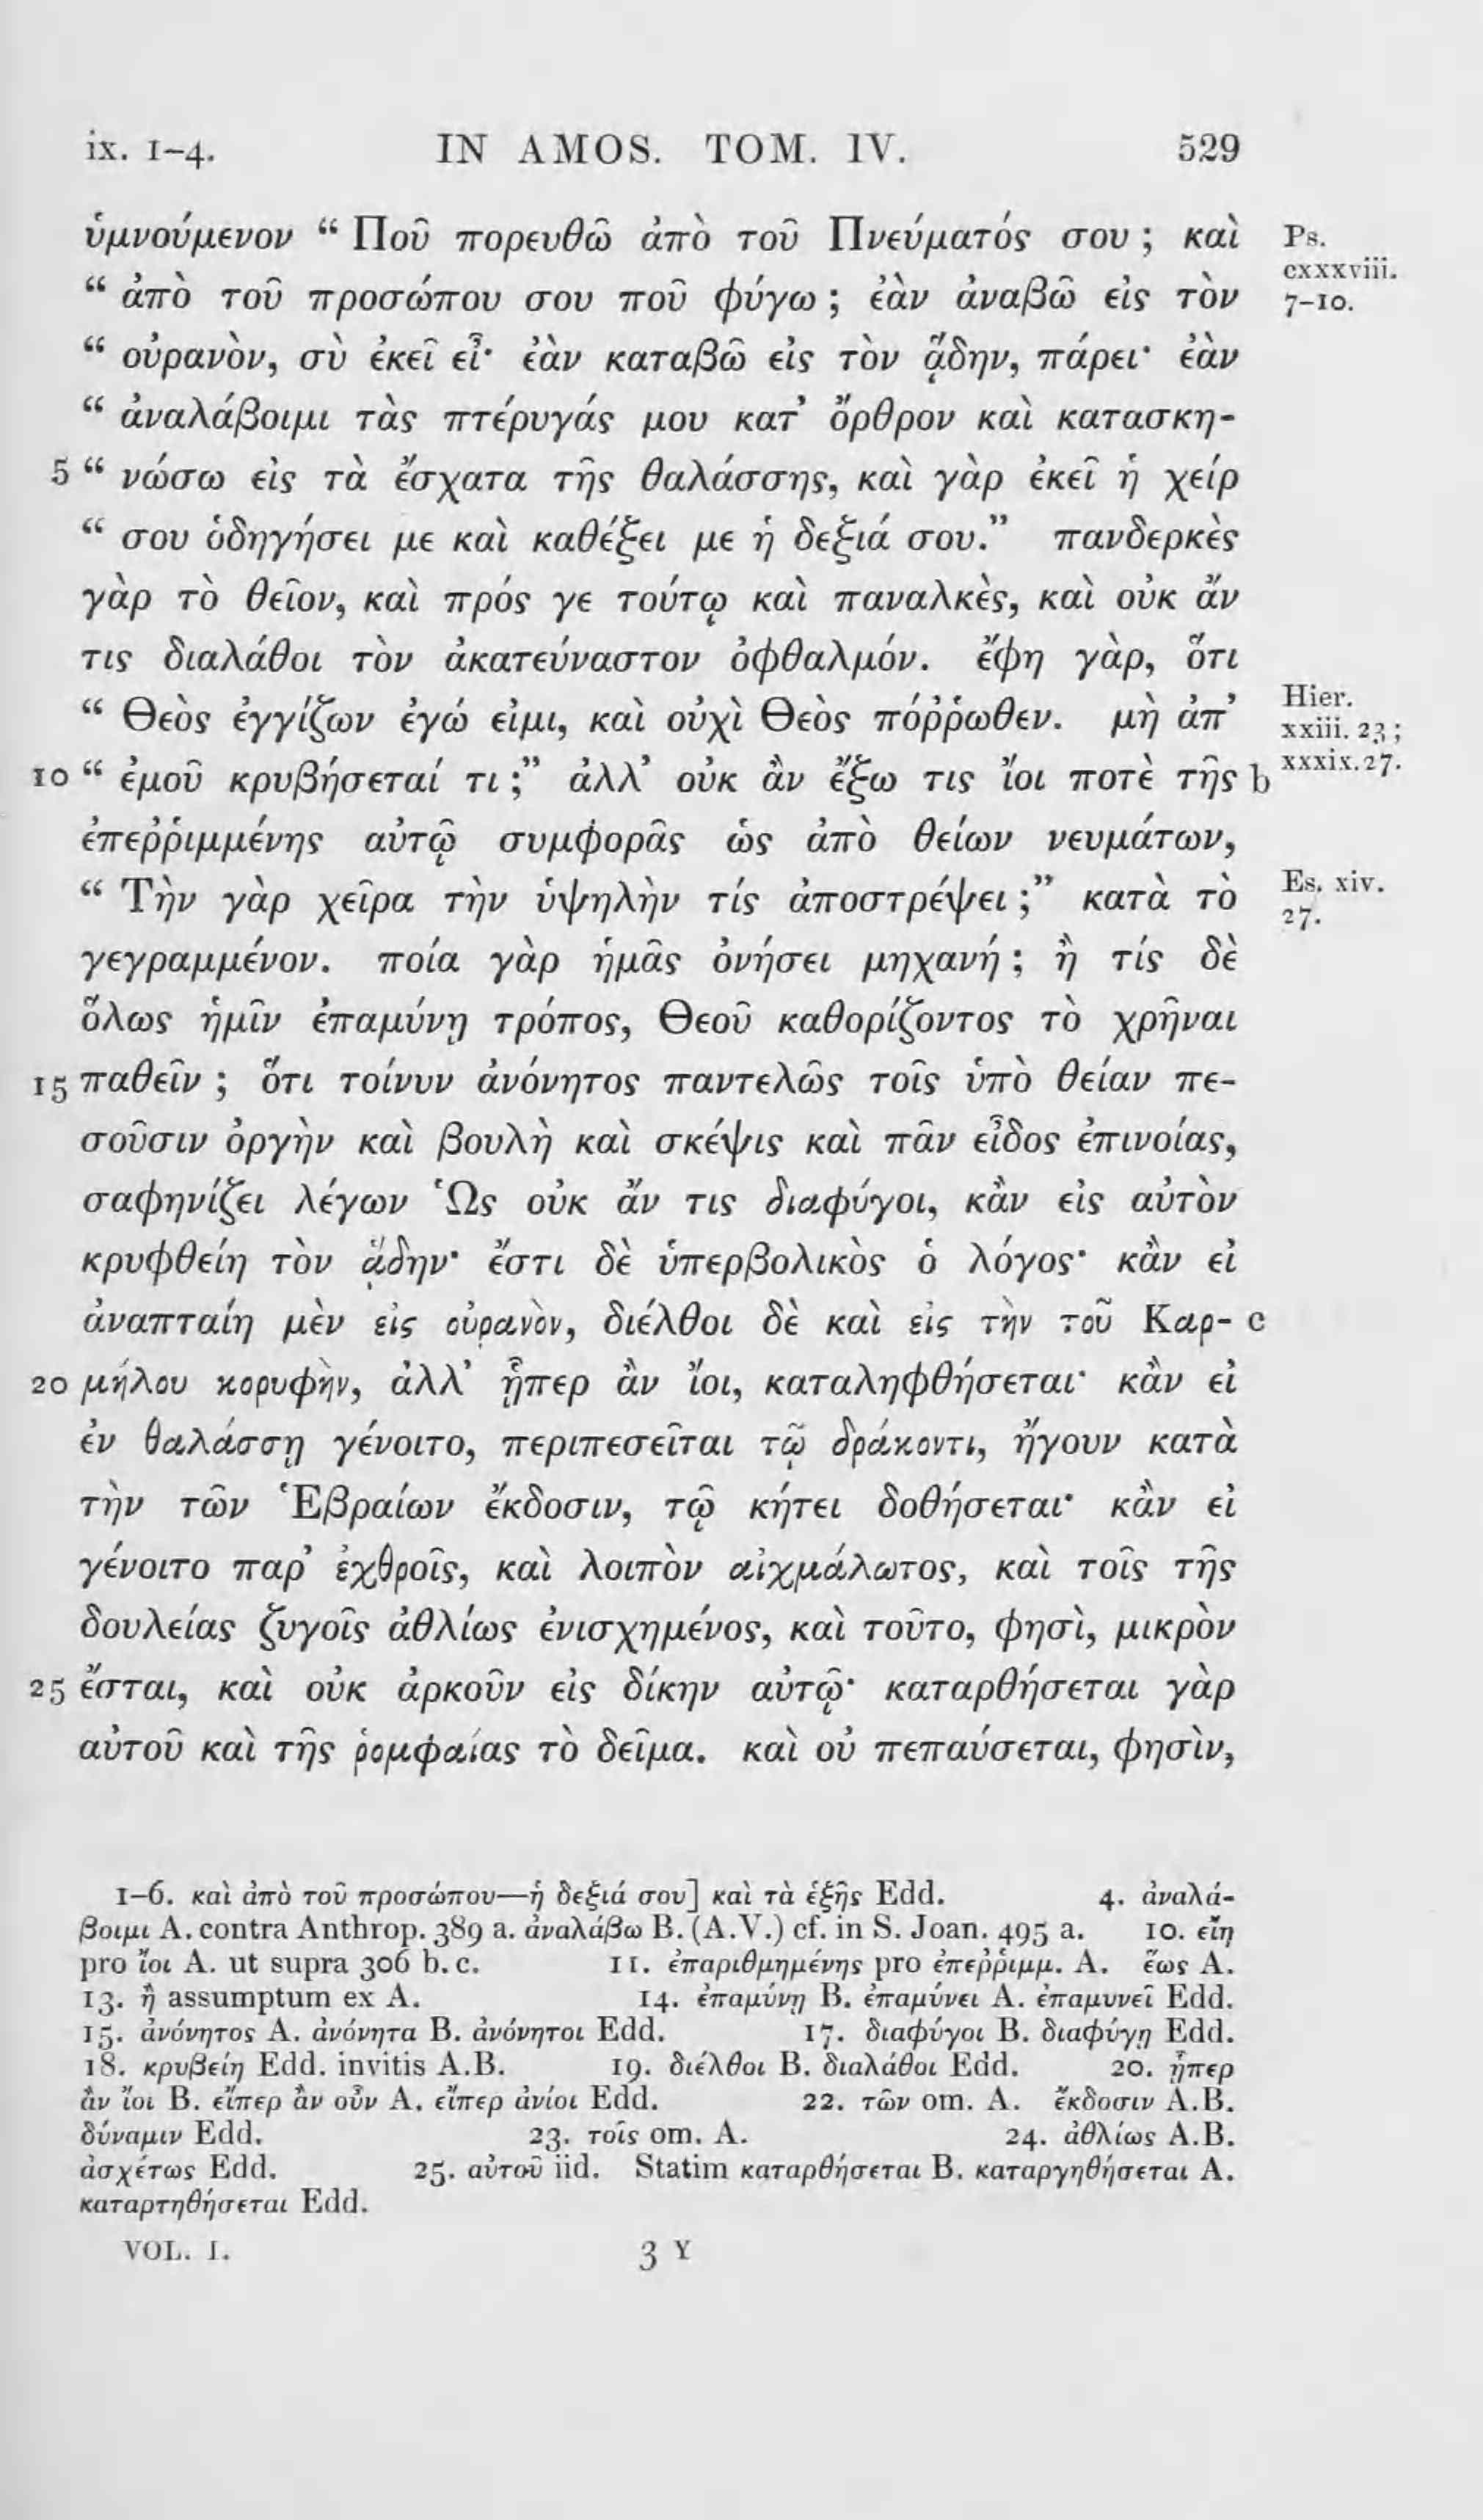 ix. 1-4. IN AMOS. TOM. IV. 529
ὑμνούμενον “ Ποῦ πορευθῶ ἀπὸ τοῦ Πνεύματός σου ; καὶ Ps.
“ ἀπὸ τοῦ προσώπου σου ποῦ φύγω ; ἐὰν ἀναβῶ εἰς τὸν cxxxviii. 7-10.
“ οὐρανὸν, σὺ ἐκεῖ εἶ· ἐὰν καταβῶ εἰς τὸν ᾅδην, πάρει· ἐὰν
“ ἀναλάβοιμι τὰς πτέρυγάς μου κατ’ ὄρθρον καὶ κατασκη-
5 “ νώσω εἰς τὰ ἔσχατα τῆς θαλάσσης, καὶ γὰρ ἐκεῖ ἡ χείρ
“ σου ὁδηγήσει με καὶ καθέξει με ἡ δεξιά σου.” πανδερκὲς
γὰρ τὸ θεῖον, καὶ πρός γε τούτῳ καὶ παναλκὲς, καὶ οὐκ ἄν
τις διαλάθοι τὸν ἀκατεύναστον ὀφθαλμόν. ἔφη γὰρ, ὅτι
“ Θεὸς ἐγγίζων ἐγώ εἰμι, καὶ οὐχὶ Θεὸς πόῤῥωθεν. μὴ ἀπ’ Hier. xxiii. 23 ;
10 “ ἐμοῦ κρυβήσεταί τι ;” ἀλλ’ οὐκ ἂν ἔξω τις ἴοι ποτὲ τῆς b xxxix. 27.
ἐπεῤῥιμμένης αὐτῷ συμφορᾶς ὡς ἀπὸ θείων νευμάτων,
“ Τὴν γὰρ χεῖρα τὴν ὑψηλὴν τίς ἀποστρέψει ;” κατὰ τὸ Es. xiv. 27.
γεγραμμένον. ποία γὰρ ἡμᾶς ὀνήσει μηχανή ; ἢ τίς δὲ
ὅλως ἡμῖν ἐπαμύνῃ τρόπος, Θεοῦ καθορίζοντος τὸ χρῆναι
15 παθεῖν ; ὅτι τοίνυν ἀνόνητος παντελῶς τοῖς ὑπὸ θείαν πε-
σοῦσιν ὀργὴν καὶ βουλὴ καὶ σκέψις καὶ πᾶν εἶδος ἐπινοίας,
σαφηνίζει λέγων Ὡς οὐκ ἄν τις διαφύγοι, κἂν εἰς αὐτὸν
κρυφθείη τὸν ᾅδην· ἔστι δὲ ὑπερβολικὸς ὁ λόγος· κἂν εἰ
ἀναπταίη μὲν εἰς οὐρανὸν, διέλθοι δὲ καὶ εἰς τὴν τοῦ Καρ- c
20 μήλου κορυφὴν, ἀλλ’ ᾗπερ ἂν ἴοι, καταληφθήσεται· κἂν εἰ
ἐν θαλάσσῃ γένοιτο, περιπεσεῖται τῷ δράκοντι, ἤγουν κατὰ
τὴν τῶν Ἑβραίων ἔκδοσιν, τῷ κήτει δοθήσεται· κἂν εἰ
γένοιτο παρ’ ἐχθροῖς, καὶ λοιπὸν αἰχμάλωτος, καὶ τοῖς τῆς
δουλείας ζυγοῖς ἀθλίως ἐνισχημένος, καὶ τοῦτο, φησὶ, μικρὸν
25 ἔσται, καὶ οὐκ ἀρκοῦν εἰς δίκην αὐτῷ· καταρθήσεται γὰρ
αὐτοῦ καὶ τῆς ῥομφαίας τὸ δεῖμα. καὶ οὐ πεπαύσεται, φησὶν,
1-6. καὶ ἀπὸ τοῦ προσώπου—ἡ δεξιά σου] καὶ τὰ ἑξῆς Edd. 4. ἀναλά-
βοιμι A. contra Anthrop. 389 a. ἀναλάβω B. (A.V.) cf. in S. Joan. 495 a. 10. εἴη
pro ἴοι A. ut supra 306 b. c. 11. ἐπαριθμημένης pro ἐπεῤῥιμμ. A. ἕως A.
13. ἢ assumptum ex A. 14. ἐπαμύνῃ B. ἐπαμύνει A. ἐπαμυνεῖ Edd.
15. ἀνόνητος A. ἀνόνητα B. ἀνόνητοι Edd. 17. διαφύγοι B. διαφύγῃ Edd.
18. κρυβείη Edd. invitis A.B. 19. διέλθοι B. διαλάθοι Edd. 20. ᾗπερ
ἂν ἴοι B. εἴπερ ἂν οὖν A. εἴπερ ἀνίοι Edd. 22. τῶν om. A. ἔκδοσιν A.B.
δύναμιν Edd. 23. τοῖς om. A. 24. ἀθλίως A.B.
ἀσχέτως Edd. 25. αὐτοῦ iid. Statim καταρθήσεται B. καταργηθήσεται A.
καταρτηθήσεται Edd.
VOL. I. 3 Y